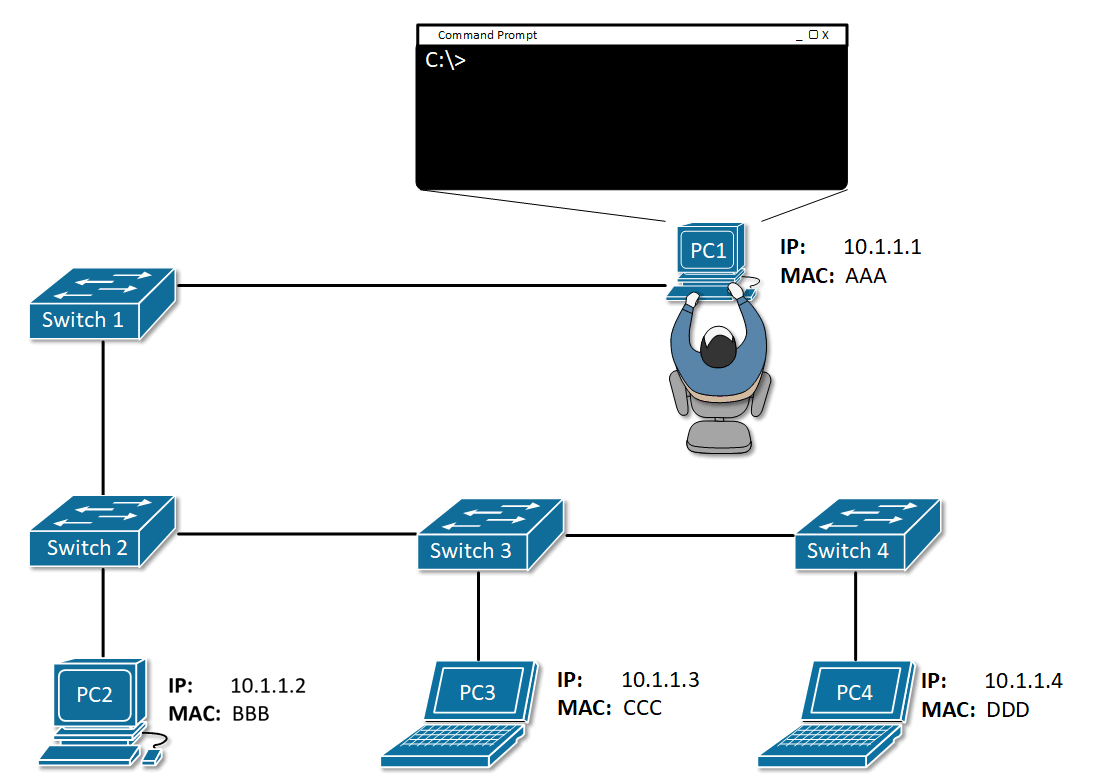 Command Prompt _ ☐ X
C:\>
PC1
IP: 10.1.1.1
MAC: AAA
Switch 1
Switch 2
Switch 3
Switch 4
PC2
IP: 10.1.1.2
MAC: BBB
PC3
IP: 10.1.1.3
MAC: CCC
PC4
IP: 10.1.1.4
MAC: DDD